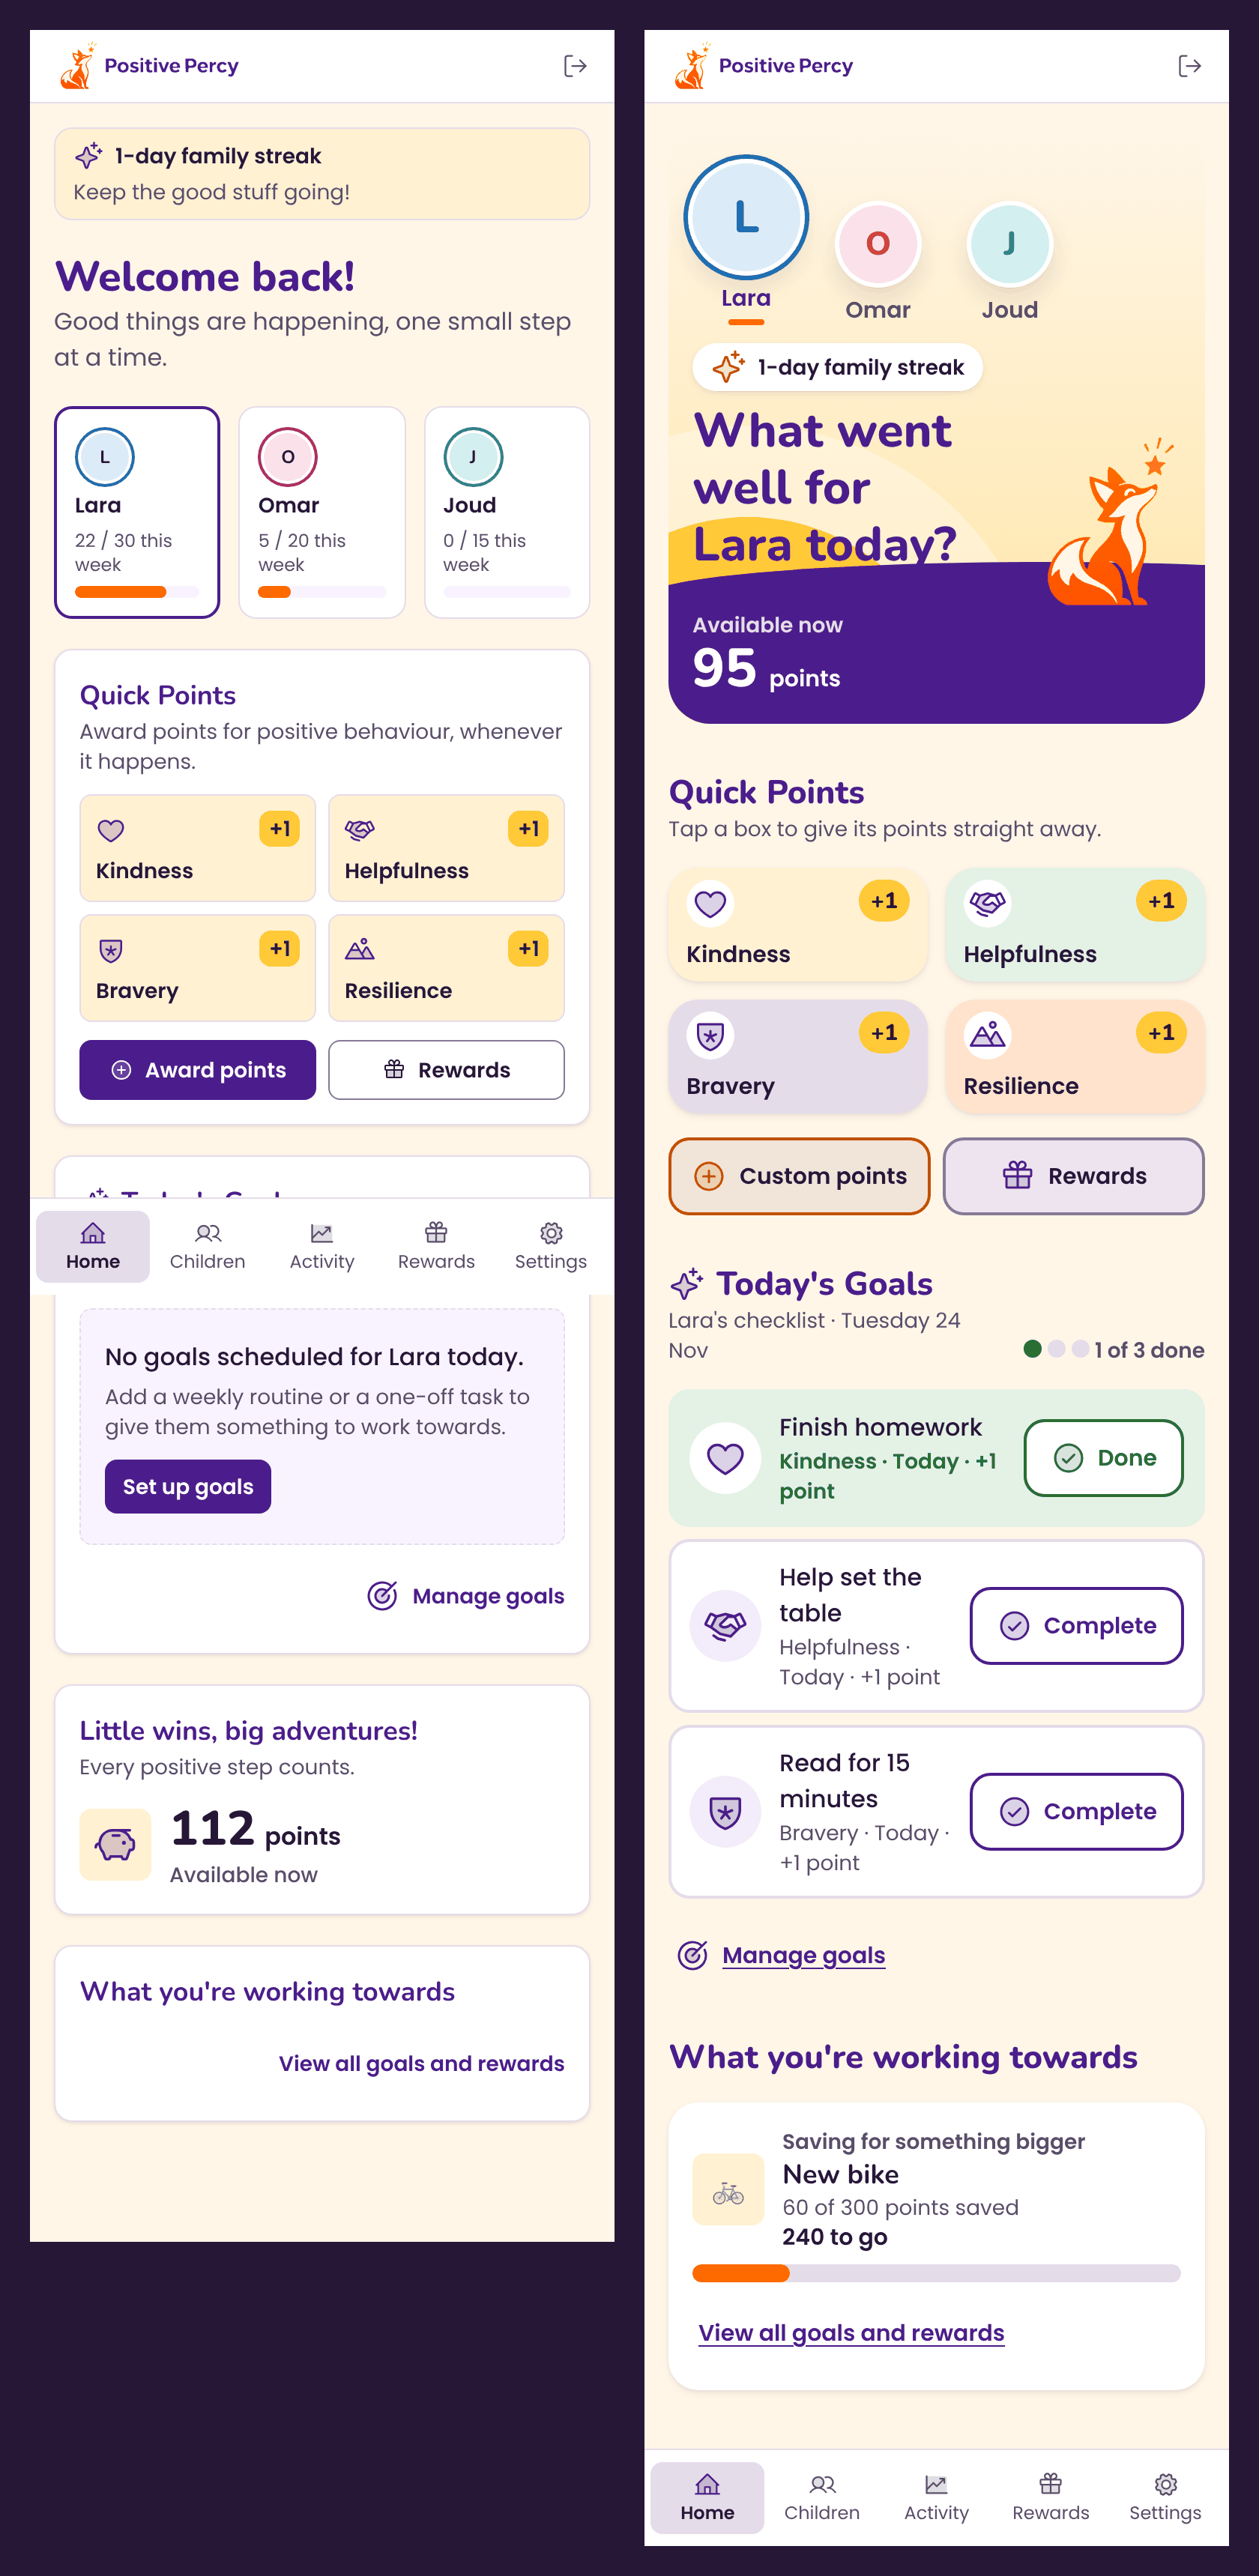 Positive Percy
1-day family streak
Keep the good stuff going!
Welcome back!
Good things are happening, one small step
at a time.
L
Lara
22 / 30 this
week
O
Omar
5 / 20 this
week
J
Joud
0 / 15 this
week
Quick Points
Award points for positive behaviour, whenever
it happens.
+1
Kindness
+1
Helpfulness
+1
Bravery
+1
Resilience
Award points
Rewards
Home
Children
Activity
Rewards
Settings
No goals scheduled for Lara today.
Add a weekly routine or a one-off task to
give them something to work towards.
Set up goals
Manage goals
Little wins, big adventures!
Every positive step counts.
112 points
Available now
What you're working towards
View all goals and rewards
Positive Percy
L
Lara
O
Omar
J
Joud
1-day family streak
What went
well for
Lara today?
Available now
95 points
Quick Points
Tap a box to give its points straight away.
+1
Kindness
+1
Helpfulness
+1
Bravery
+1
Resilience
Custom points
Rewards
Today's Goals
Lara's checklist · Tuesday 24
Nov
1 of 3 done
Finish homework
Kindness · Today · +1
point
Done
Help set the
table
Helpfulness ·
Today · +1 point
Complete
Read for 15
minutes
Bravery · Today ·
+1 point
Complete
Manage goals
What you're working towards
Saving for something bigger
New bike
60 of 300 points saved
240 to go
View all goals and rewards
Home
Children
Activity
Rewards
Settings